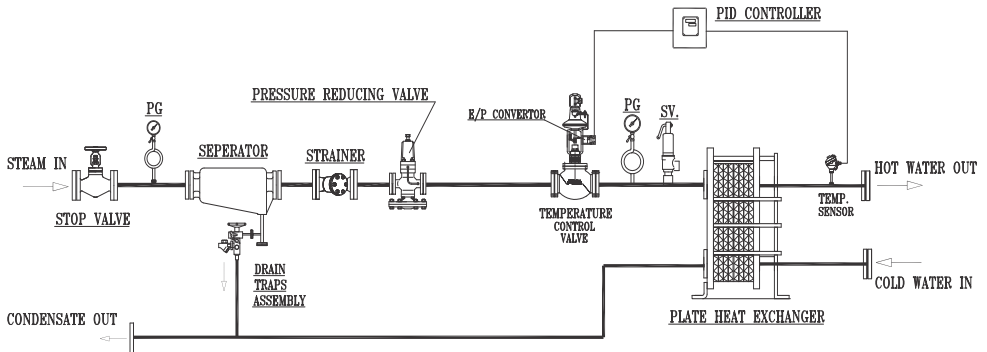 PID CONTROLLER
PRESSURE REDUCING VALVE
PG
E/P CONVERTOR
PG
SV.
STEAM IN
SEPERATOR
STRAINER
HOT WATER OUT
STOP VALVE
TEMPERATURE
CONTROL
VALVE
TEMP.
SENSOR
DRAIN
TRAPS
ASSEMBLY
COLD WATER IN
CONDENSATE OUT
PLATE HEAT EXCHANGER